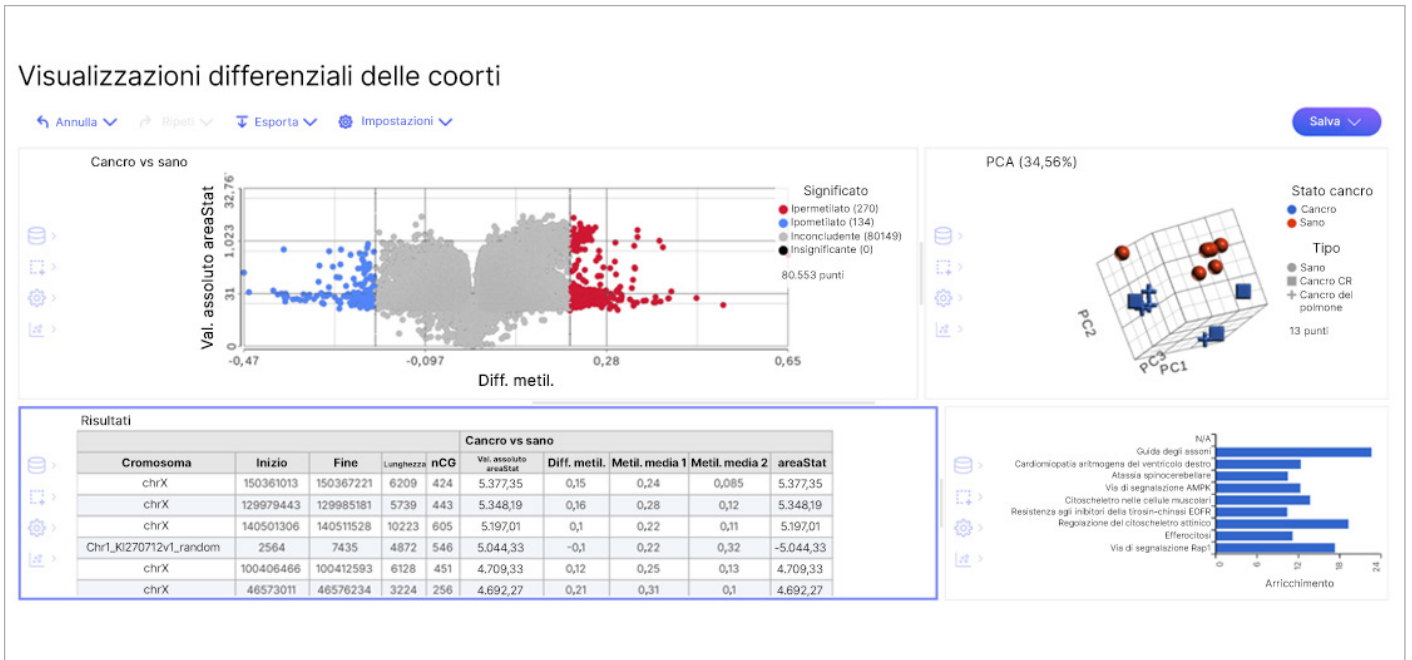 Visualizzazioni differenziali delle coorti
Annulla Ripeti Esporta Impostazioni Salva
Cancro vs sano
Val. assoluto areaStat
32,76
1.023
31
0
-0,47 -0,097 0,28 0,65
Diff. metil.
Significato
Ipermetilato (270)
Ipometilato (134)
Inconcludente (80149)
Insignificante (0)
80.553 punti
PCA (34,56%)
PC2
PC3
PC1
Stato cancro
Cancro
Sano
Tipo
Sano
Cancro CR
Cancro del
polmone
13 punti
Risultati
Cancro vs sano
Cromosoma Inizio Fine Lunghezza nCG Val. assoluto areaStat Diff. metil. Metil. media 1 Metil. media 2 areaStat
chrX 150361013 150367221 6209 424 5.377,35 0,15 0,24 0,085 5.377,35
chrX 129979443 129985181 5739 443 5.348,19 0,16 0,28 0,12 5.348,19
chrX 140501306 140511528 10223 605 5.197,01 0,1 0,22 0,11 5.197,01
Chr1_KI270712v1_random 2564 7435 4872 546 5.044,33 -0,1 0,22 0,32 -5.044,33
chrX 100406466 100412593 6128 451 4.709,33 0,12 0,25 0,13 4.709,33
chrX 46573011 46576234 3224 256 4.692,27 0,21 0,31 0,1 4.692,27
N/A
Guida degli assoni
Cardiomiopatia aritmogena del ventricolo destro
Atassia spinocerebellare
Via di segnalazione AMPK
Citoscheletro nelle cellule muscolari
Resistenza agli inibitori della tirosin-chinasi EOFR
Regolazione del citoscheletro attinico
Efferocitosi
Via di segnalazione Rap1
0 6 12 18 24
Arricchimento